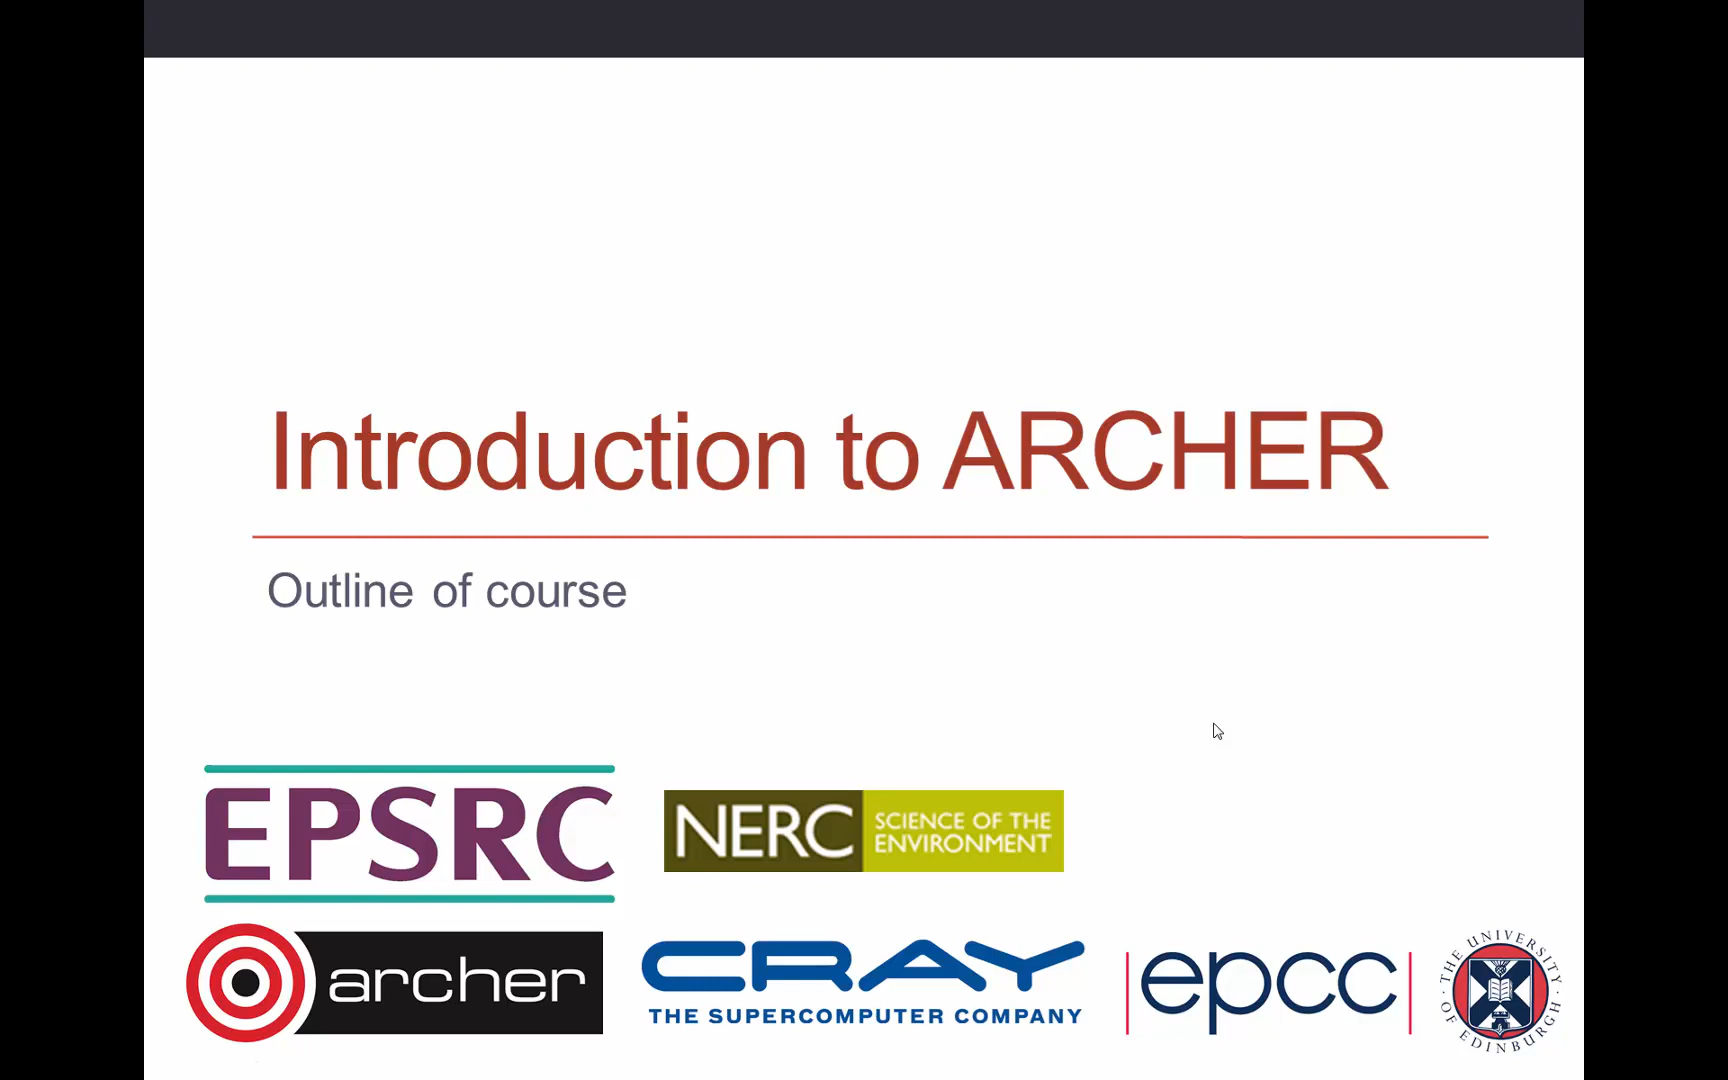 Introduction to ARCHER
Outline of course
EPSRC
NERC SCIENCE OF THE
ENVIRONMENT
archer
CRAY
THE SUPERCOMPUTER COMPANY
epcc
THE UNIVERSITY OF EDINBURGH